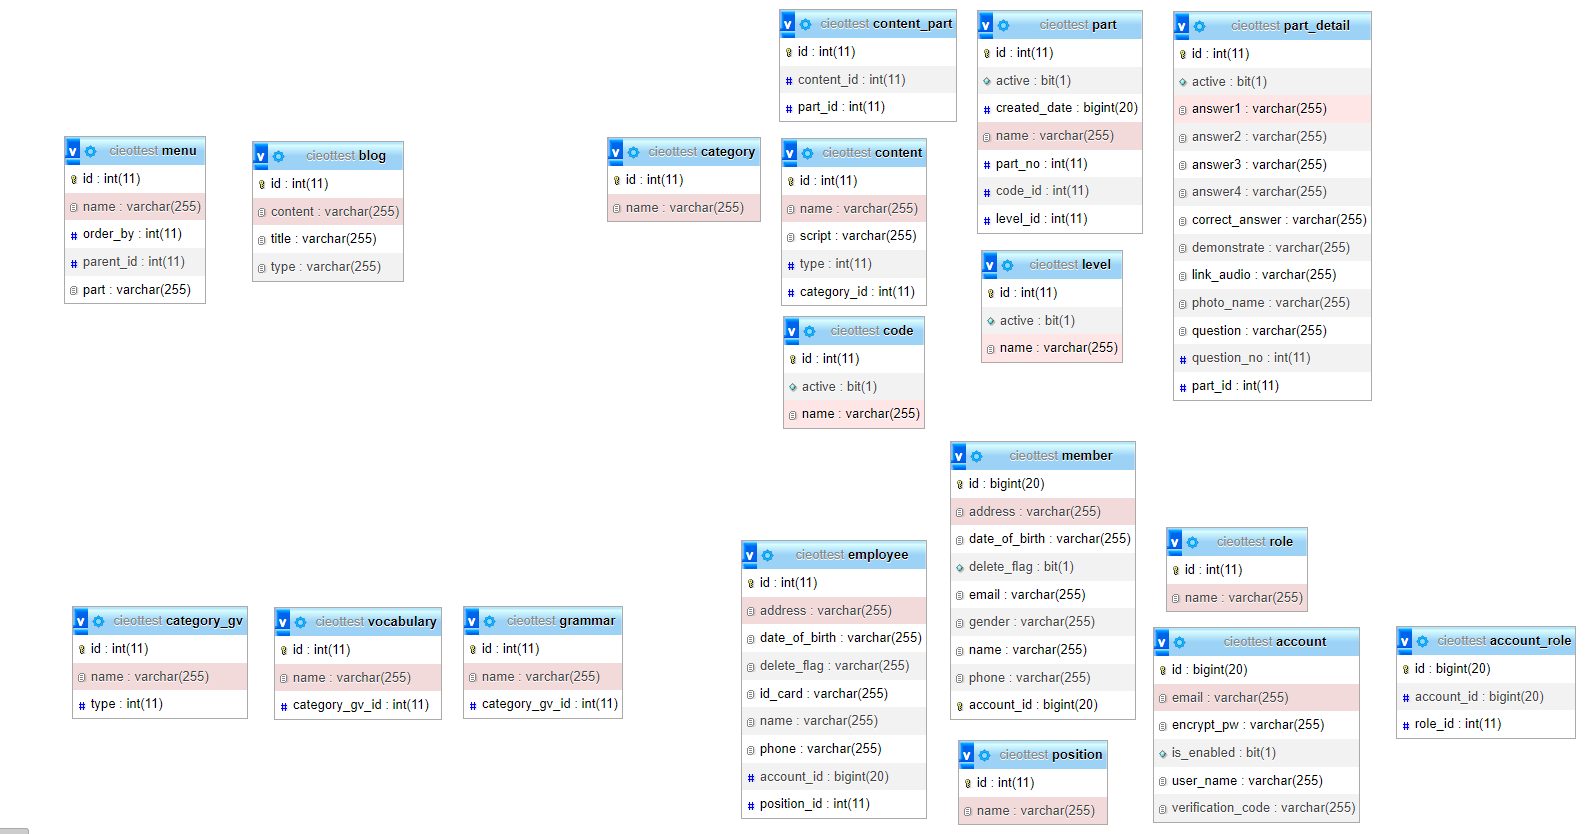 cieottest content_part
id : int(11)
content_id : int(11)
part_id : int(11)
cieottest part
id : int(11)
active : bit(1)
created_date : bigint(20)
name : varchar(255)
part_no : int(11)
code_id : int(11)
level_id : int(11)
cieottest part_detail
id : int(11)
active : bit(1)
answer1 : varchar(255)
answer2 : varchar(255)
answer3 : varchar(255)
answer4 : varchar(255)
correct_answer : varchar(255)
demonstrate : varchar(255)
link_audio : varchar(255)
photo_name : varchar(255)
question : varchar(255)
question_no : int(11)
part_id : int(11)
cieottest menu
id : int(11)
name : varchar(255)
order_by : int(11)
parent_id : int(11)
part : varchar(255)
cieottest blog
id : int(11)
content : varchar(255)
title : varchar(255)
type : varchar(255)
cieottest category
id : int(11)
name : varchar(255)
cieottest content
id : int(11)
name : varchar(255)
script : varchar(255)
type : int(11)
category_id : int(11)
cieottest level
id : int(11)
active : bit(1)
name : varchar(255)
cieottest code
id : int(11)
active : bit(1)
name : varchar(255)
cieottest member
id : bigint(20)
address : varchar(255)
date_of_birth : varchar(255)
delete_flag : bit(1)
email : varchar(255)
gender : varchar(255)
name : varchar(255)
phone : varchar(255)
account_id : bigint(20)
cieottest role
id : int(11)
name : varchar(255)
cieottest employee
id : int(11)
address : varchar(255)
date_of_birth : varchar(255)
delete_flag : varchar(255)
id_card : varchar(255)
name : varchar(255)
phone : varchar(255)
account_id : bigint(20)
position_id : int(11)
cieottest category_gv
id : int(11)
name : varchar(255)
type : int(11)
cieottest vocabulary
id : int(11)
name : varchar(255)
category_gv_id : int(11)
cieottest grammar
id : int(11)
name : varchar(255)
category_gv_id : int(11)
cieottest account
id : bigint(20)
email : varchar(255)
encrypt_pw : varchar(255)
is_enabled : bit(1)
user_name : varchar(255)
verification_code : varchar(255)
cieottest account_role
id : bigint(20)
account_id : bigint(20)
role_id : int(11)
cieottest position
id : int(11)
name : varchar(255)